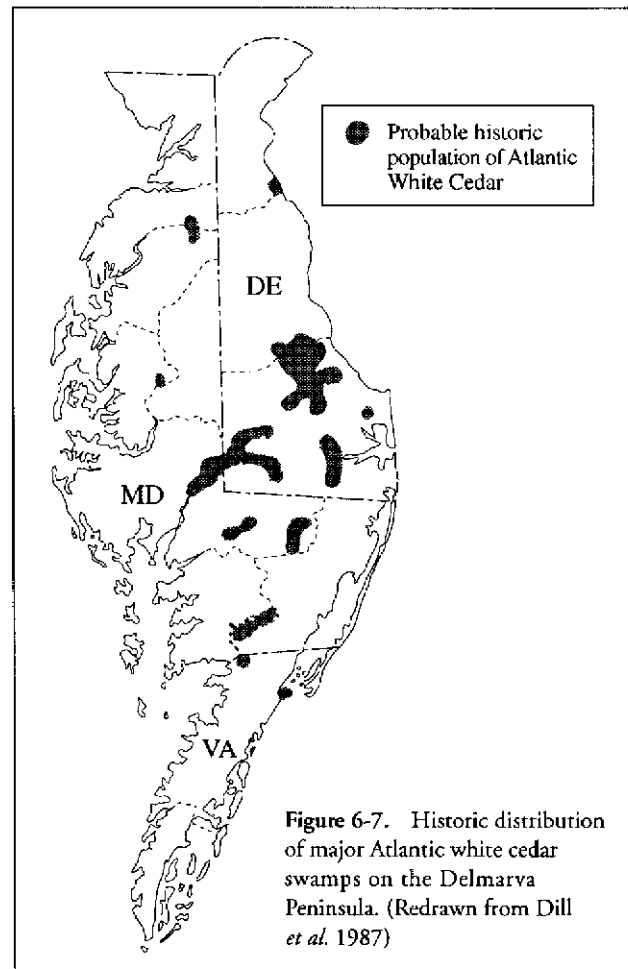 Probable historic
population of Atlantic
White Cedar
DE
MD
VA
Figure 6-7. Historic distribution
of major Atlantic white cedar
swamps on the Delmarva
Peninsula. (Redrawn from Dill
et al. 1987)